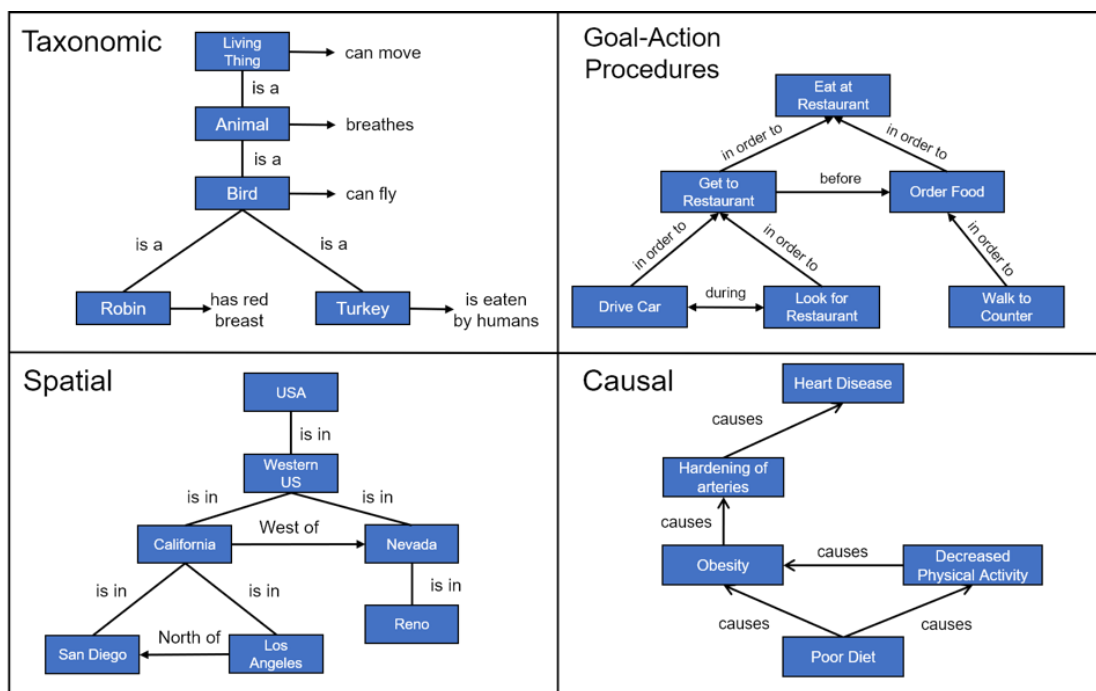 Taxonomic
Living
Thing
can move
is a
Animal
breathes
is a
Bird
can fly
is a
is a
Robin
has red
breast
Turkey
is eaten
by humans
Goal-Action
Procedures
Eat at
Restaurant
in order to
in order to
Get to
Restaurant
before
Order Food
in order to
in order to
in order to
Drive Car
during
Look for
Restaurant
Walk to
Counter
Spatial
USA
is in
Western
US
is in
is in
California
West of
Nevada
is in
is in
is in
Reno
San Diego
North of
Los
Angeles
Causal
Heart Disease
causes
Hardening of
arteries
causes
Obesity
causes
Decreased
Physical Activity
causes
causes
Poor Diet